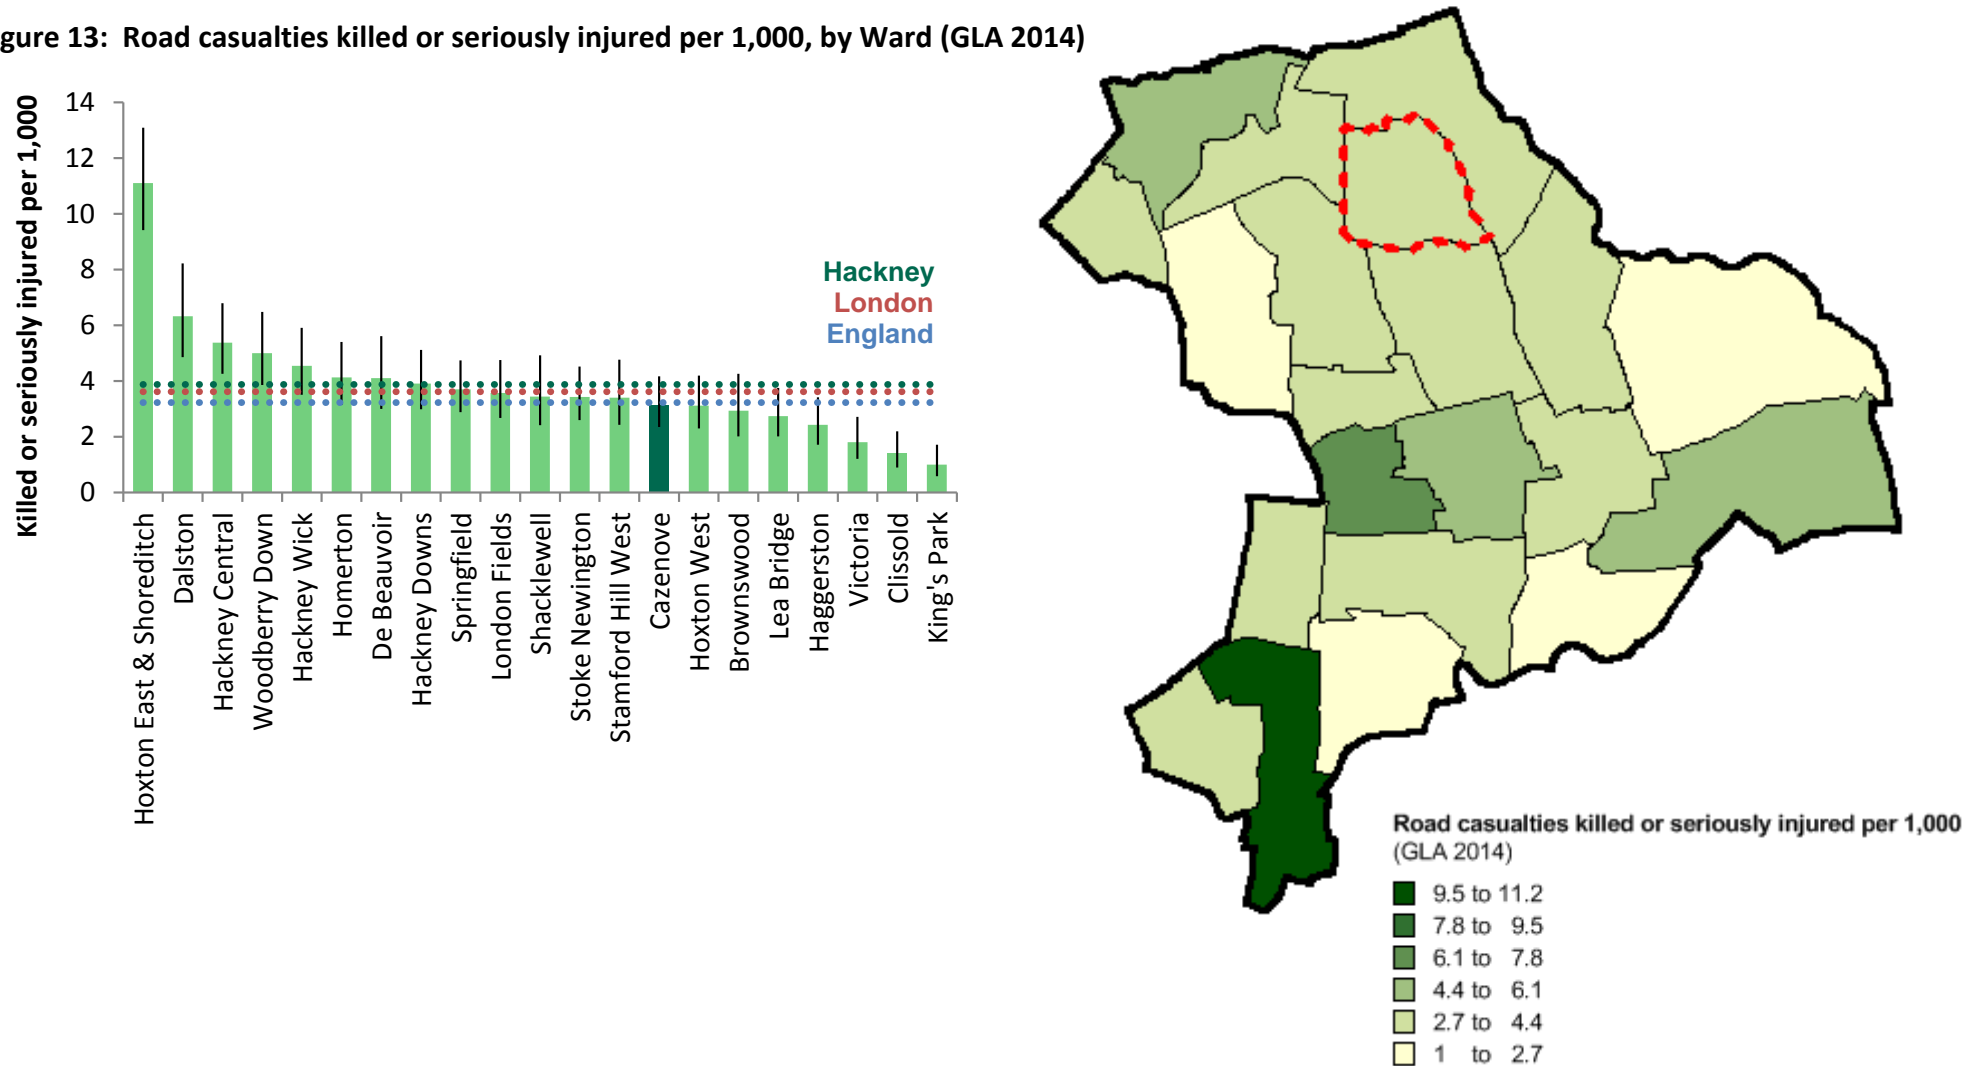 gure 13: Road casualties killed or seriously injured per 1,000, by Ward (GLA 2014)
Killed or seriously injured per 1,000
14
12
10
8
6
4
2
0
Hackney
London
England
Hoxton East & Shoreditch
Dalston
Hackney Central
Woodberry Down
Hackney Wick
Homerton
De Beauvoir
Hackney Downs
Springfield
London Fields
Shacklewell
Stoke Newington
Stamford Hill West
Cazenove
Hoxton West
Brownswood
Lea Bridge
Haggerston
Victoria
Clissold
King's Park
Road casualties killed or seriously injured per 1,000
(GLA 2014)
9.5 to 11.2
7.8 to 9.5
6.1 to 7.8
4.4 to 6.1
2.7 to 4.4
1 to 2.7